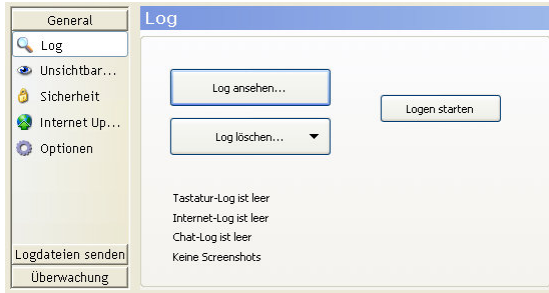 General
Log
Unsichtbar...
Sicherheit
Internet Up...
Optionen
Logdateien senden
Überwachung
Log
Log ansehen...
Logen starten
Log löschen...
Tastatur-Log ist leer
Internet-Log ist leer
Chat-Log ist leer
Keine Screenshots